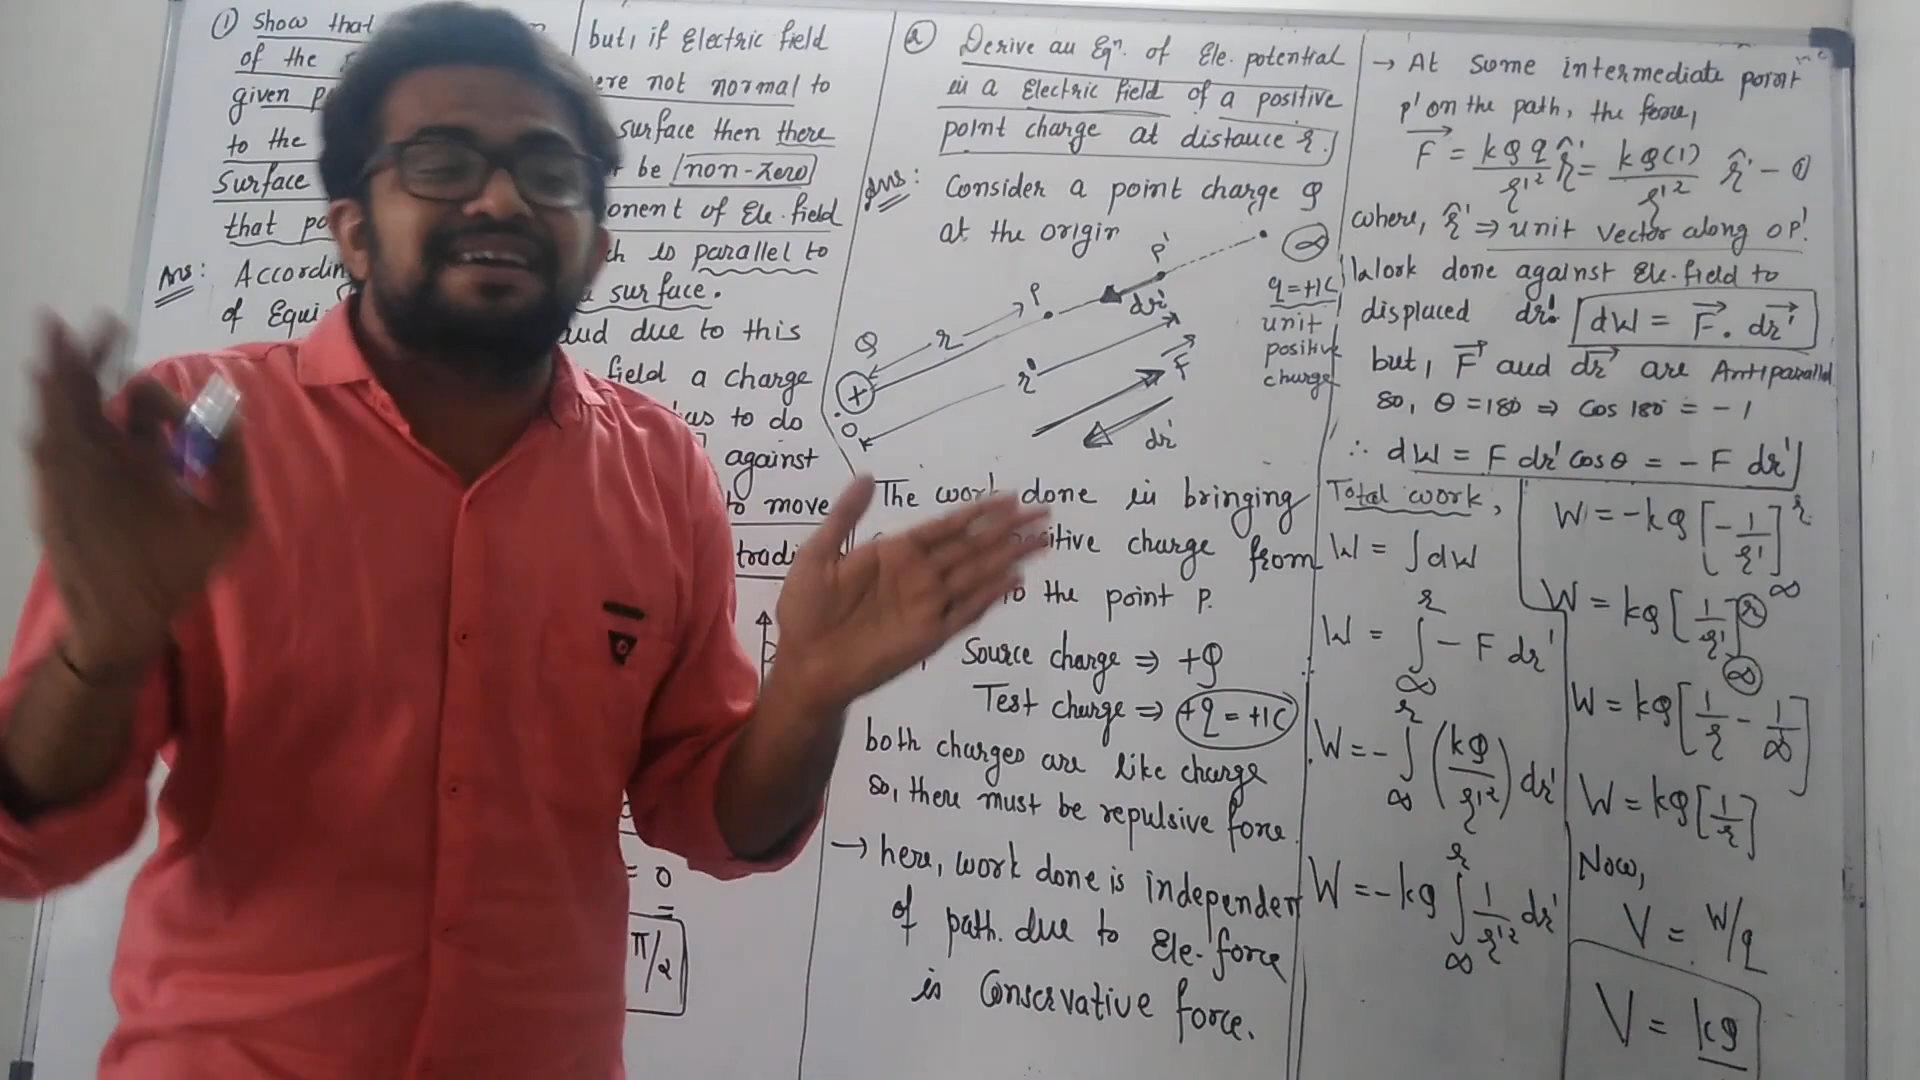 ① Show that
of the
given p
to the
Surface
that po
Ans:
of Equi
but, if Electric field
ere not normal to
surface then there
be non-zero
onent of Ele. field
ch is parallel to
surface.
and due to this
field a charge
has to do
against
to move
= 0
π/2
② Derive an Eqn. of Ele. potential
in a Electric field of a positive
point charge at distance r.
Ans:
Consider a point charge Q
at the origin
∞
P'
P
dr'
q=+1C
unit
positive
charge
Q
r
+
O
r'
F
dr'
The work done in bringing
positive charge from
to the point P.
Source charge ⇒ +Q
Test charge ⇒ +q = +1C
both charges are like charge
so, there must be repulsive force
→ here, work done is independent
of path. due to Ele. force
is Conservative force.
→ At some intermediate point
P' on the path, the force,
F⃗ = kQq/r'² r̂' = kQ(1)/r'² r̂' - ①
where, r̂' ⇒ unit vector along OP'.
Work done against Ele. field to
displaced dr'. dW = F⃗ . dr⃗'
but, F⃗ and dr⃗' are Antiparallel
so, θ = 180 ⇒ cos 180 = -1
∴ dW = F dr' cosθ = - F dr'
Total work,
W = ∫dW
W = ∫∞^r - F dr'
W = - ∫∞^r (kQ/r'²) dr'
W = - kQ ∫∞^r 1/r'² dr'
W = -kQ [-1/r']∞^r
W = kQ [1/r']∞^r
W = kQ [1/r - 1/∞]
W = kQ [1/r]
Now,
V = W/q
V = kQ